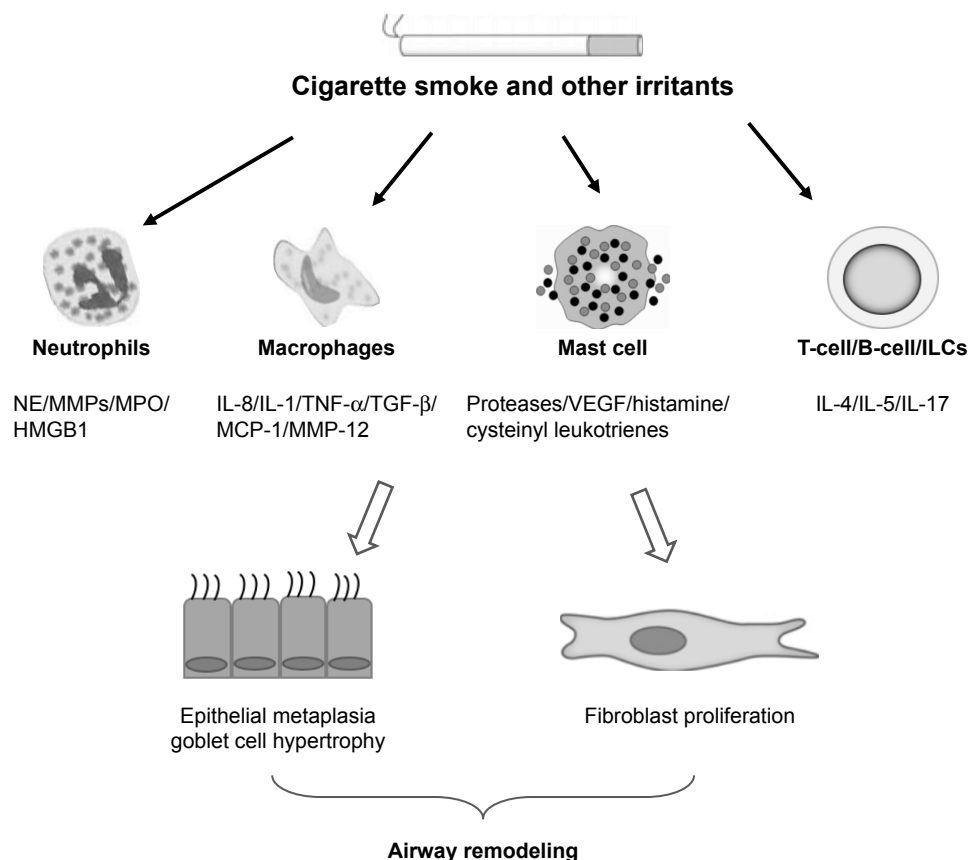 Cigarette smoke and other irritants
Neutrophils
Macrophages
Mast cell
T-cell/B-cell/ILCs
NE/MMPs/MPO/
HMGB1
IL-8/IL-1/TNF-α/TGF-β/
MCP-1/MMP-12
Proteases/VEGF/histamine/
cysteinyl leukotrienes
IL-4/IL-5/IL-17
Epithelial metaplasia
goblet cell hypertrophy
Fibroblast proliferation
Airway remodeling